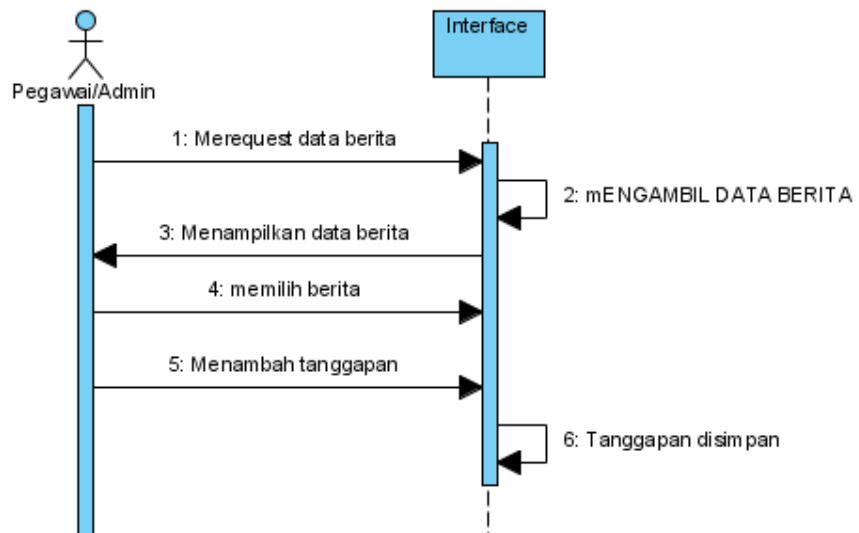 Interface
Pegawai/Admin
1: Merequest data berita
2: mENGAMBIL DATA BERITA
3: Menampilkan data berita
4: memilih berita
5: Menambah tanggapan
6: Tanggapan disimpan